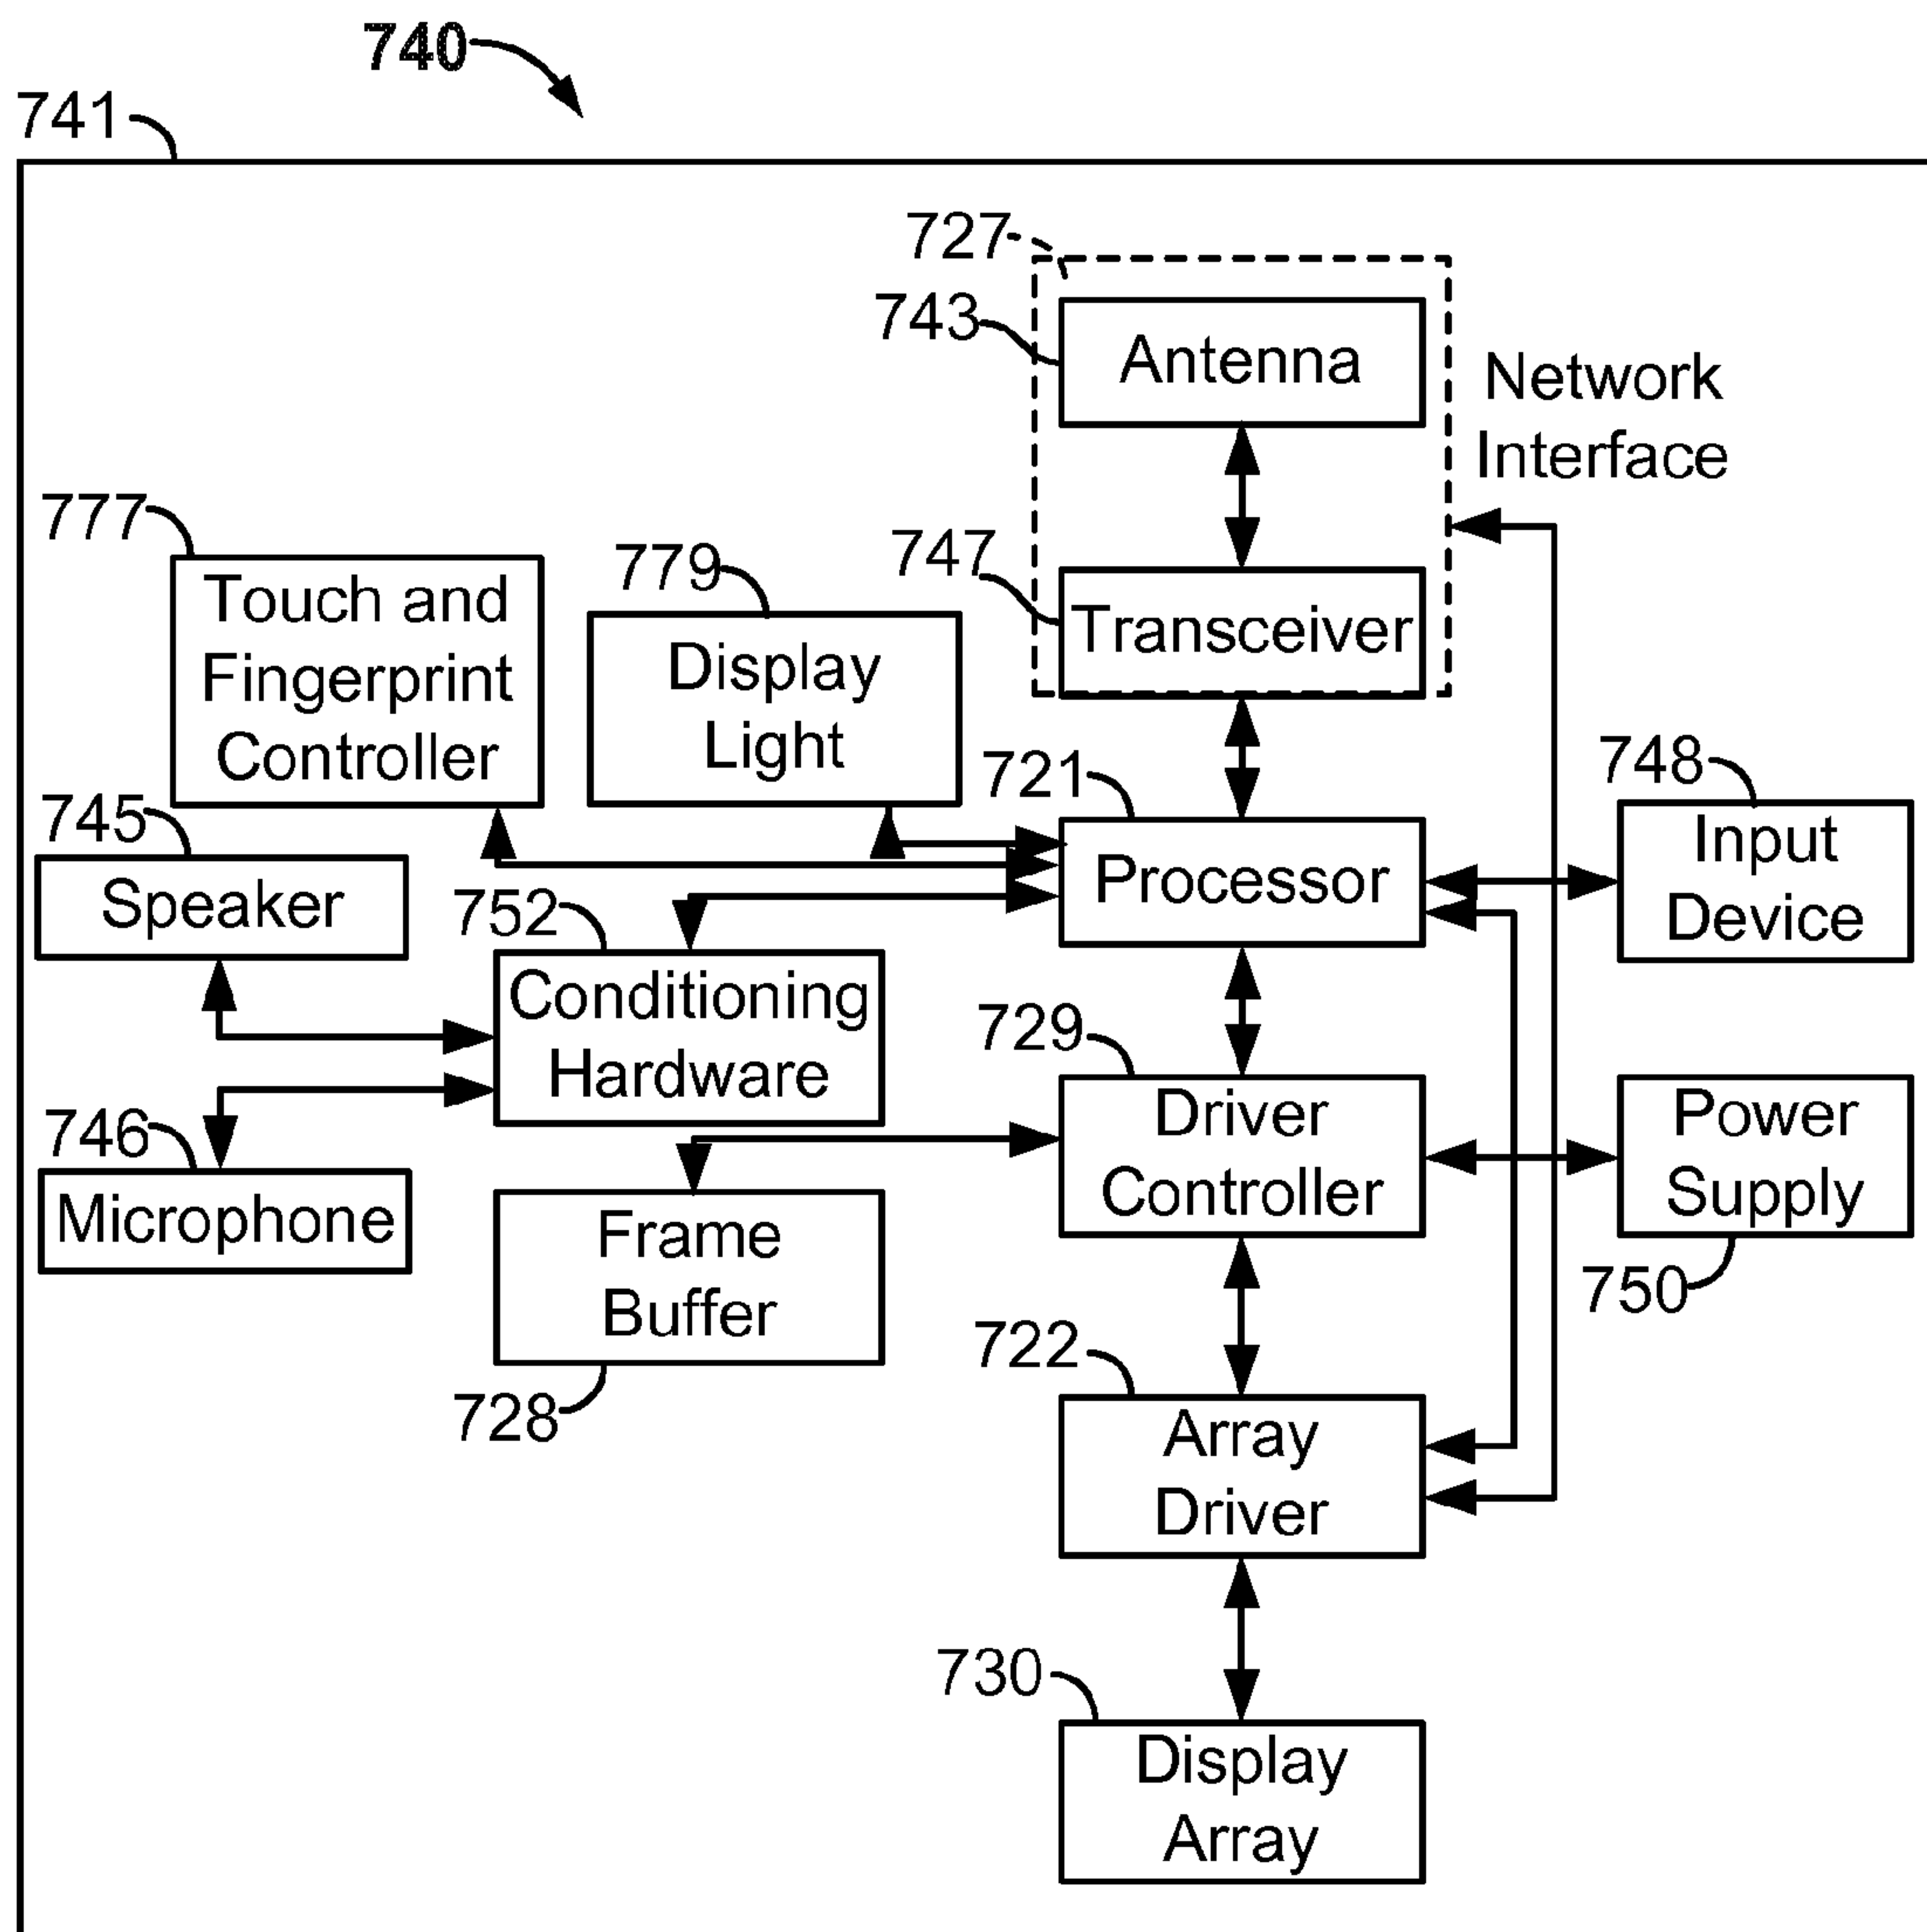 740
741
727
743
Antenna
Network
Interface
777
Touch and
Fingerprint
Controller
779
Display
Light
747
Transceiver
721
Processor
748
Input
Device
745
Speaker
752
Conditioning
Hardware
729
Driver
Controller
Power
Supply
750
746
Microphone
Frame
Buffer
728
722
Array
Driver
730
Display
Array